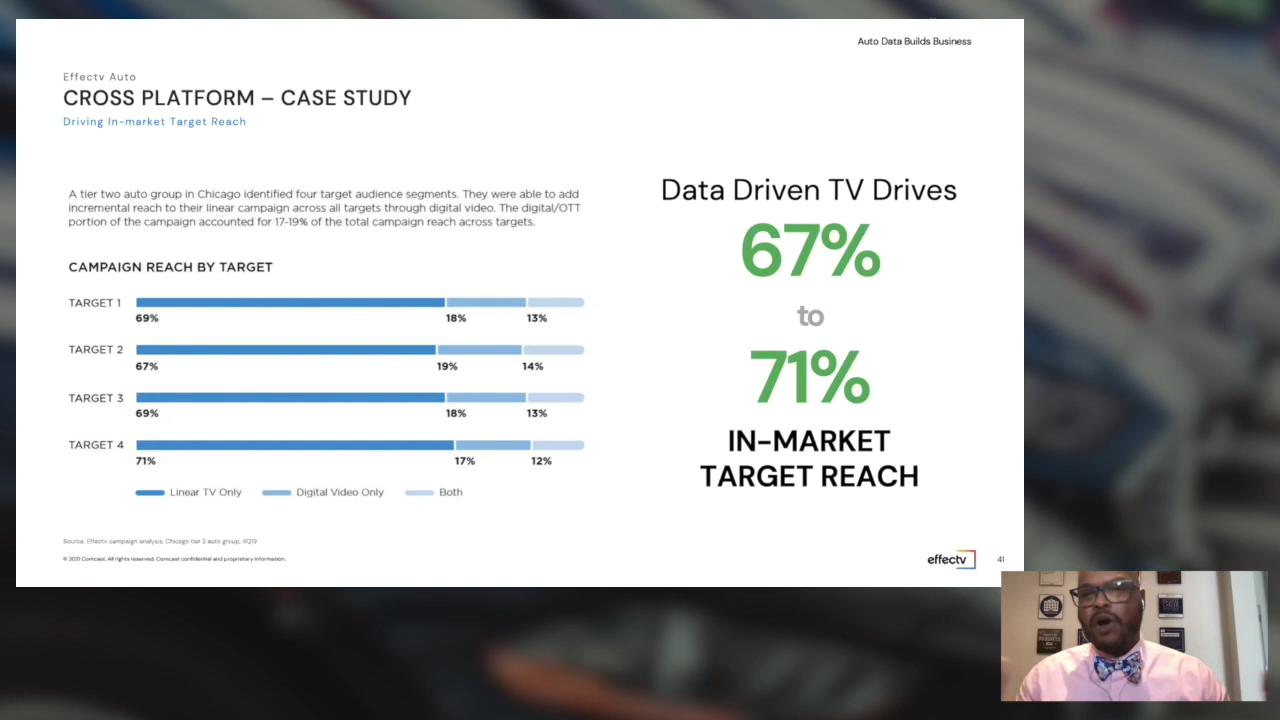 Auto Data Builds Business
Effectv Auto
CROSS PLATFORM – CASE STUDY
Driving In-market Target Reach
A tier two auto group in Chicago identified four target audience segments. They were able to add
incremental reach to their linear campaign across all targets through digital video. The digital/OTT
portion of the campaign accounted for 17-19% of the total campaign reach across targets.
CAMPAIGN REACH BY TARGET
TARGET 1
69% 18% 13%
TARGET 2
67% 19% 14%
TARGET 3
69% 18% 13%
TARGET 4
71% 17% 12%
Linear TV Only Digital Video Only Both
Data Driven TV Drives
67%
to
71%
IN-MARKET
TARGET REACH
Source: Effectv campaign analysis, Chicago tier 2 auto group, 4Q19
© 2021 Comcast. All rights reserved. Comcast confidential and proprietary information.
effectv
41